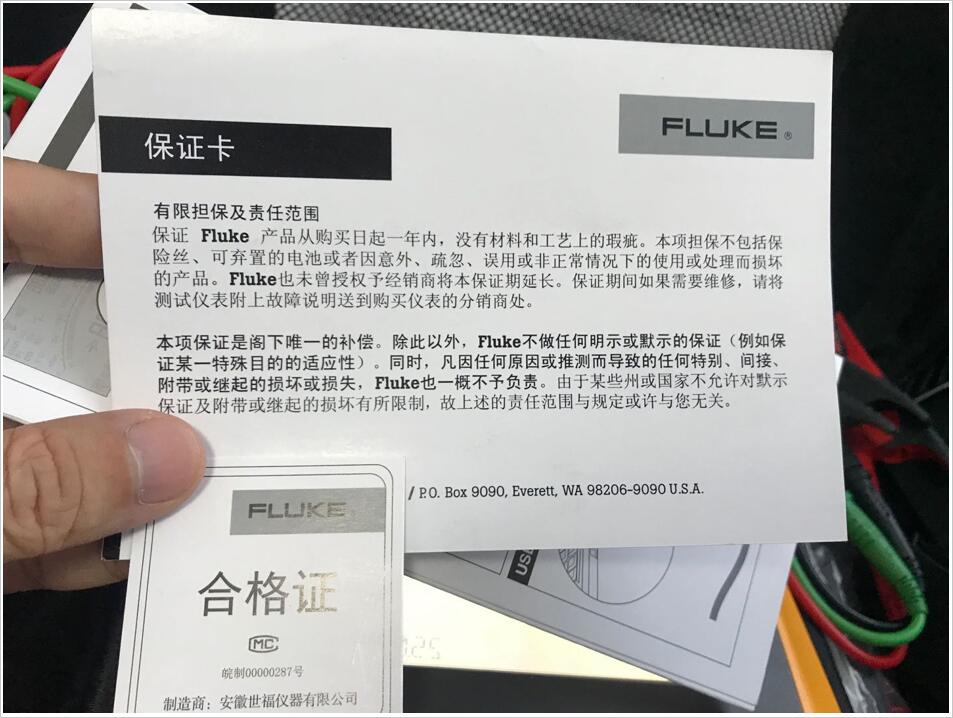 保证卡
FLUKE®
有限担保及责任范围
保证 Fluke 产品从购买日起一年内，没有材料和工艺上的瑕疵。本项担保不包括保
险丝、可弃置的电池或者因意外、疏忽、误用或非正常情况下的使用或处理而损坏
的产品。Fluke也未曾授权予经销商将本保证期延长。保证期间如果需要维修，请将
测试仪表附上故障说明送到购买仪表的分销商处。
本项保证是阁下唯一的补偿。除此以外，Fluke不做任何明示或默示的保证（例如保
证某一特殊目的的适应性）。同时，凡因任何原因或推测而导致的任何特别、间接、
附带或继起的损坏或损失，Fluke也一概不予负责。由于某些州或国家不允许对默示
保证及附带或继起的损坏有所限制，故上述的责任范围与规定或许与您无关。
/ P.O. Box 9090, Everett, WA 98206-9090 U.S.A.
FLUKE
合格证
MC
皖制00000287号
制造商：安徽世福仪器有限公司